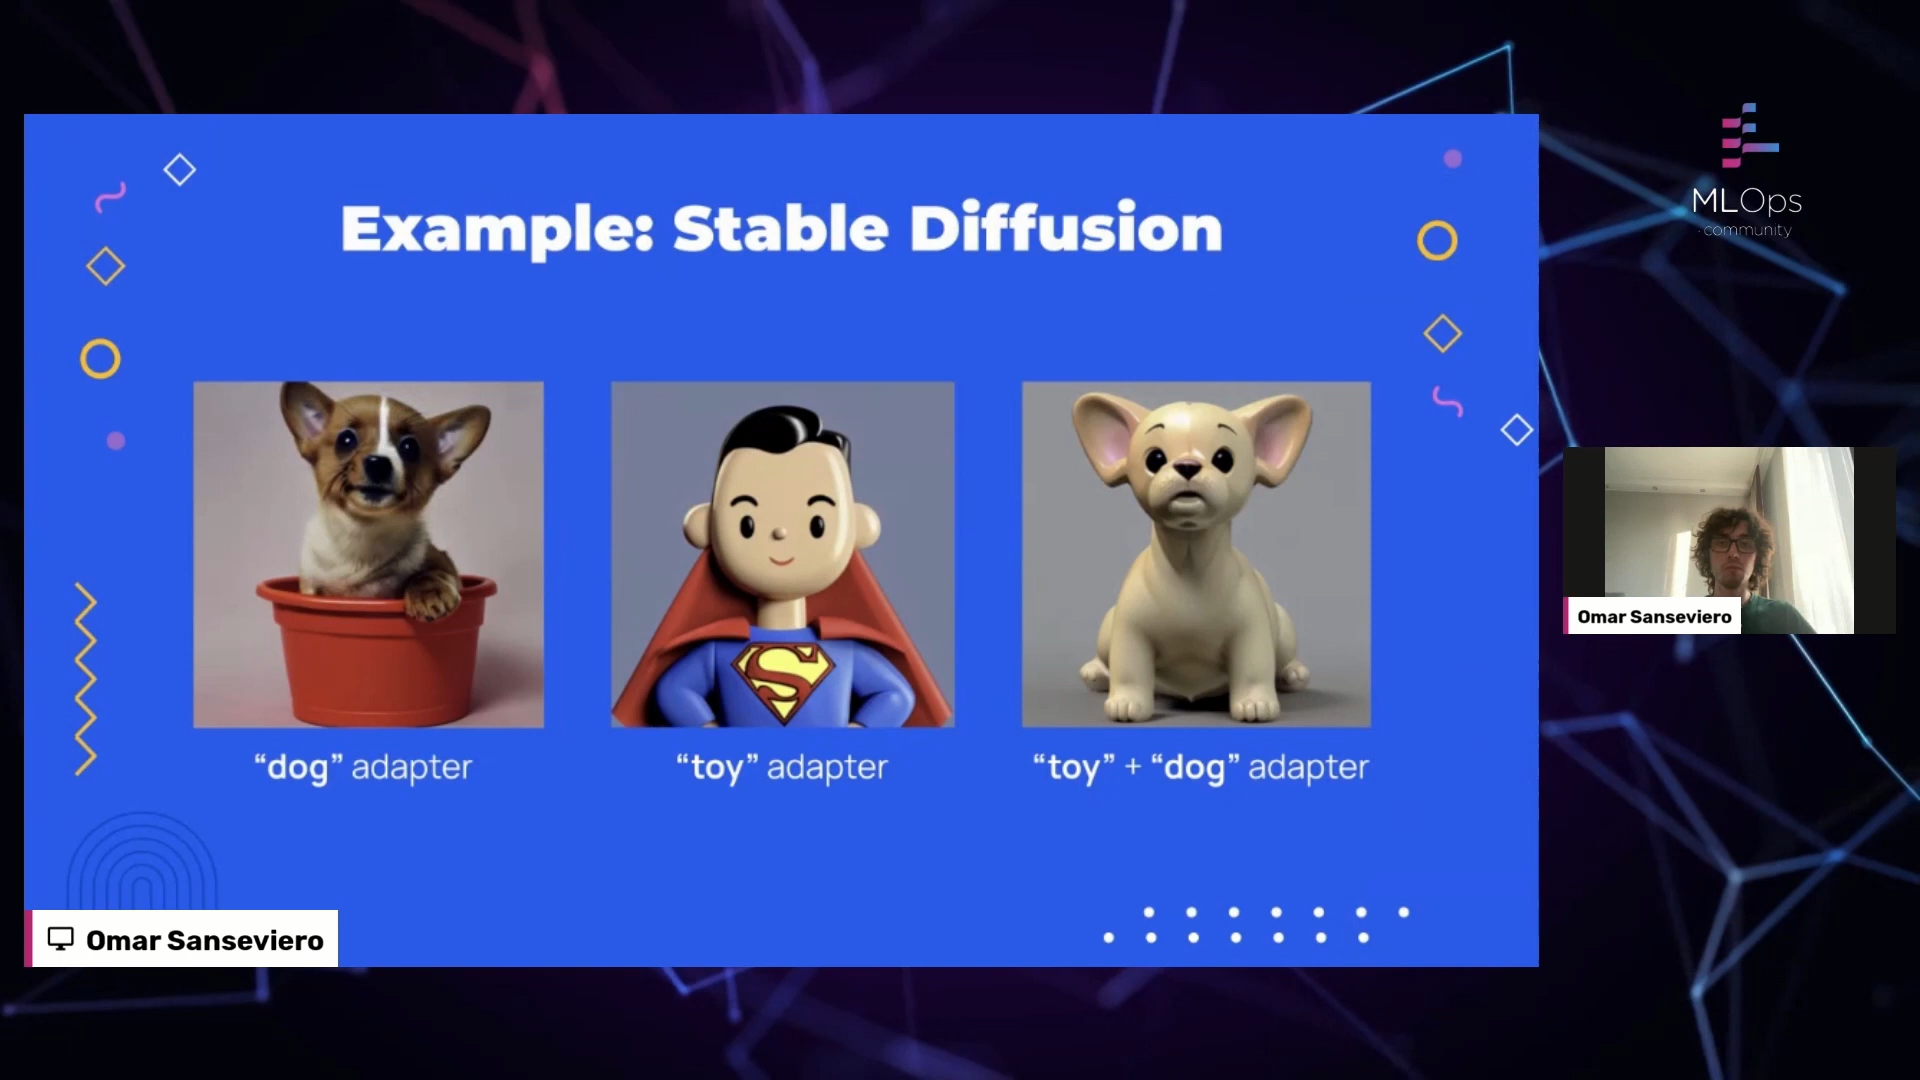 Example: Stable Diffusion
“dog” adapter
“toy” adapter
“toy” + “dog” adapter
Omar Sanseviero
MLOps
community
Omar Sanseviero
S